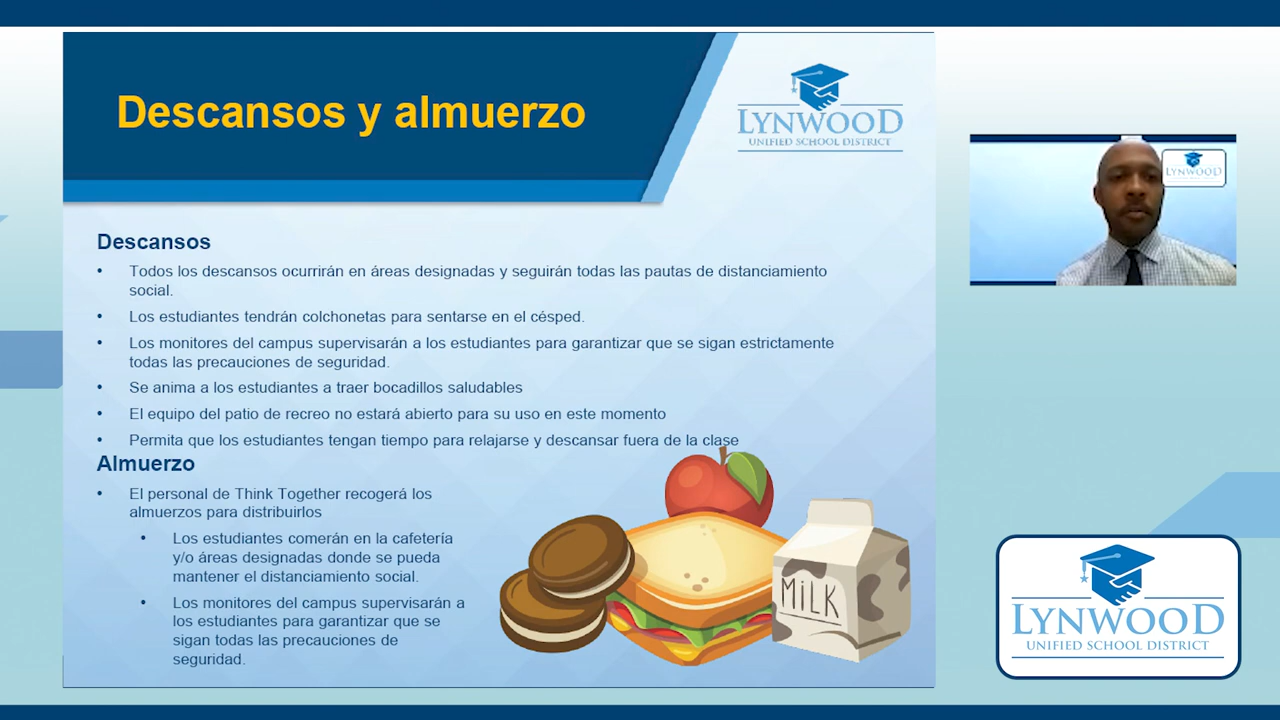 Descansos y almuerzo
LYNWOOD
UNIFIED SCHOOL DISTRICT
LYNWOOD
Descansos
• Todos los descansos ocurrirán en áreas designadas y seguirán todas las pautas de distanciamiento
social.
• Los estudiantes tendrán colchonetas para sentarse en el césped.
• Los monitores del campus supervisarán a los estudiantes para garantizar que se sigan estrictamente
todas las precauciones de seguridad.
• Se anima a los estudiantes a traer bocadillos saludables
• El equipo del patio de recreo no estará abierto para su uso en este momento
• Permita que los estudiantes tengan tiempo para relajarse y descansar fuera de la clase
Almuerzo
• El personal de Think Together recogerá los
almuerzos para distribuirlos
• Los estudiantes comerán en la cafetería
y/o áreas designadas donde se pueda
mantener el distanciamiento social.
• Los monitores del campus supervisarán a
los estudiantes para garantizar que se
sigan todas las precauciones de
seguridad.
MiLK
LYNWOOD
UNIFIED SCHOOL DISTRICT